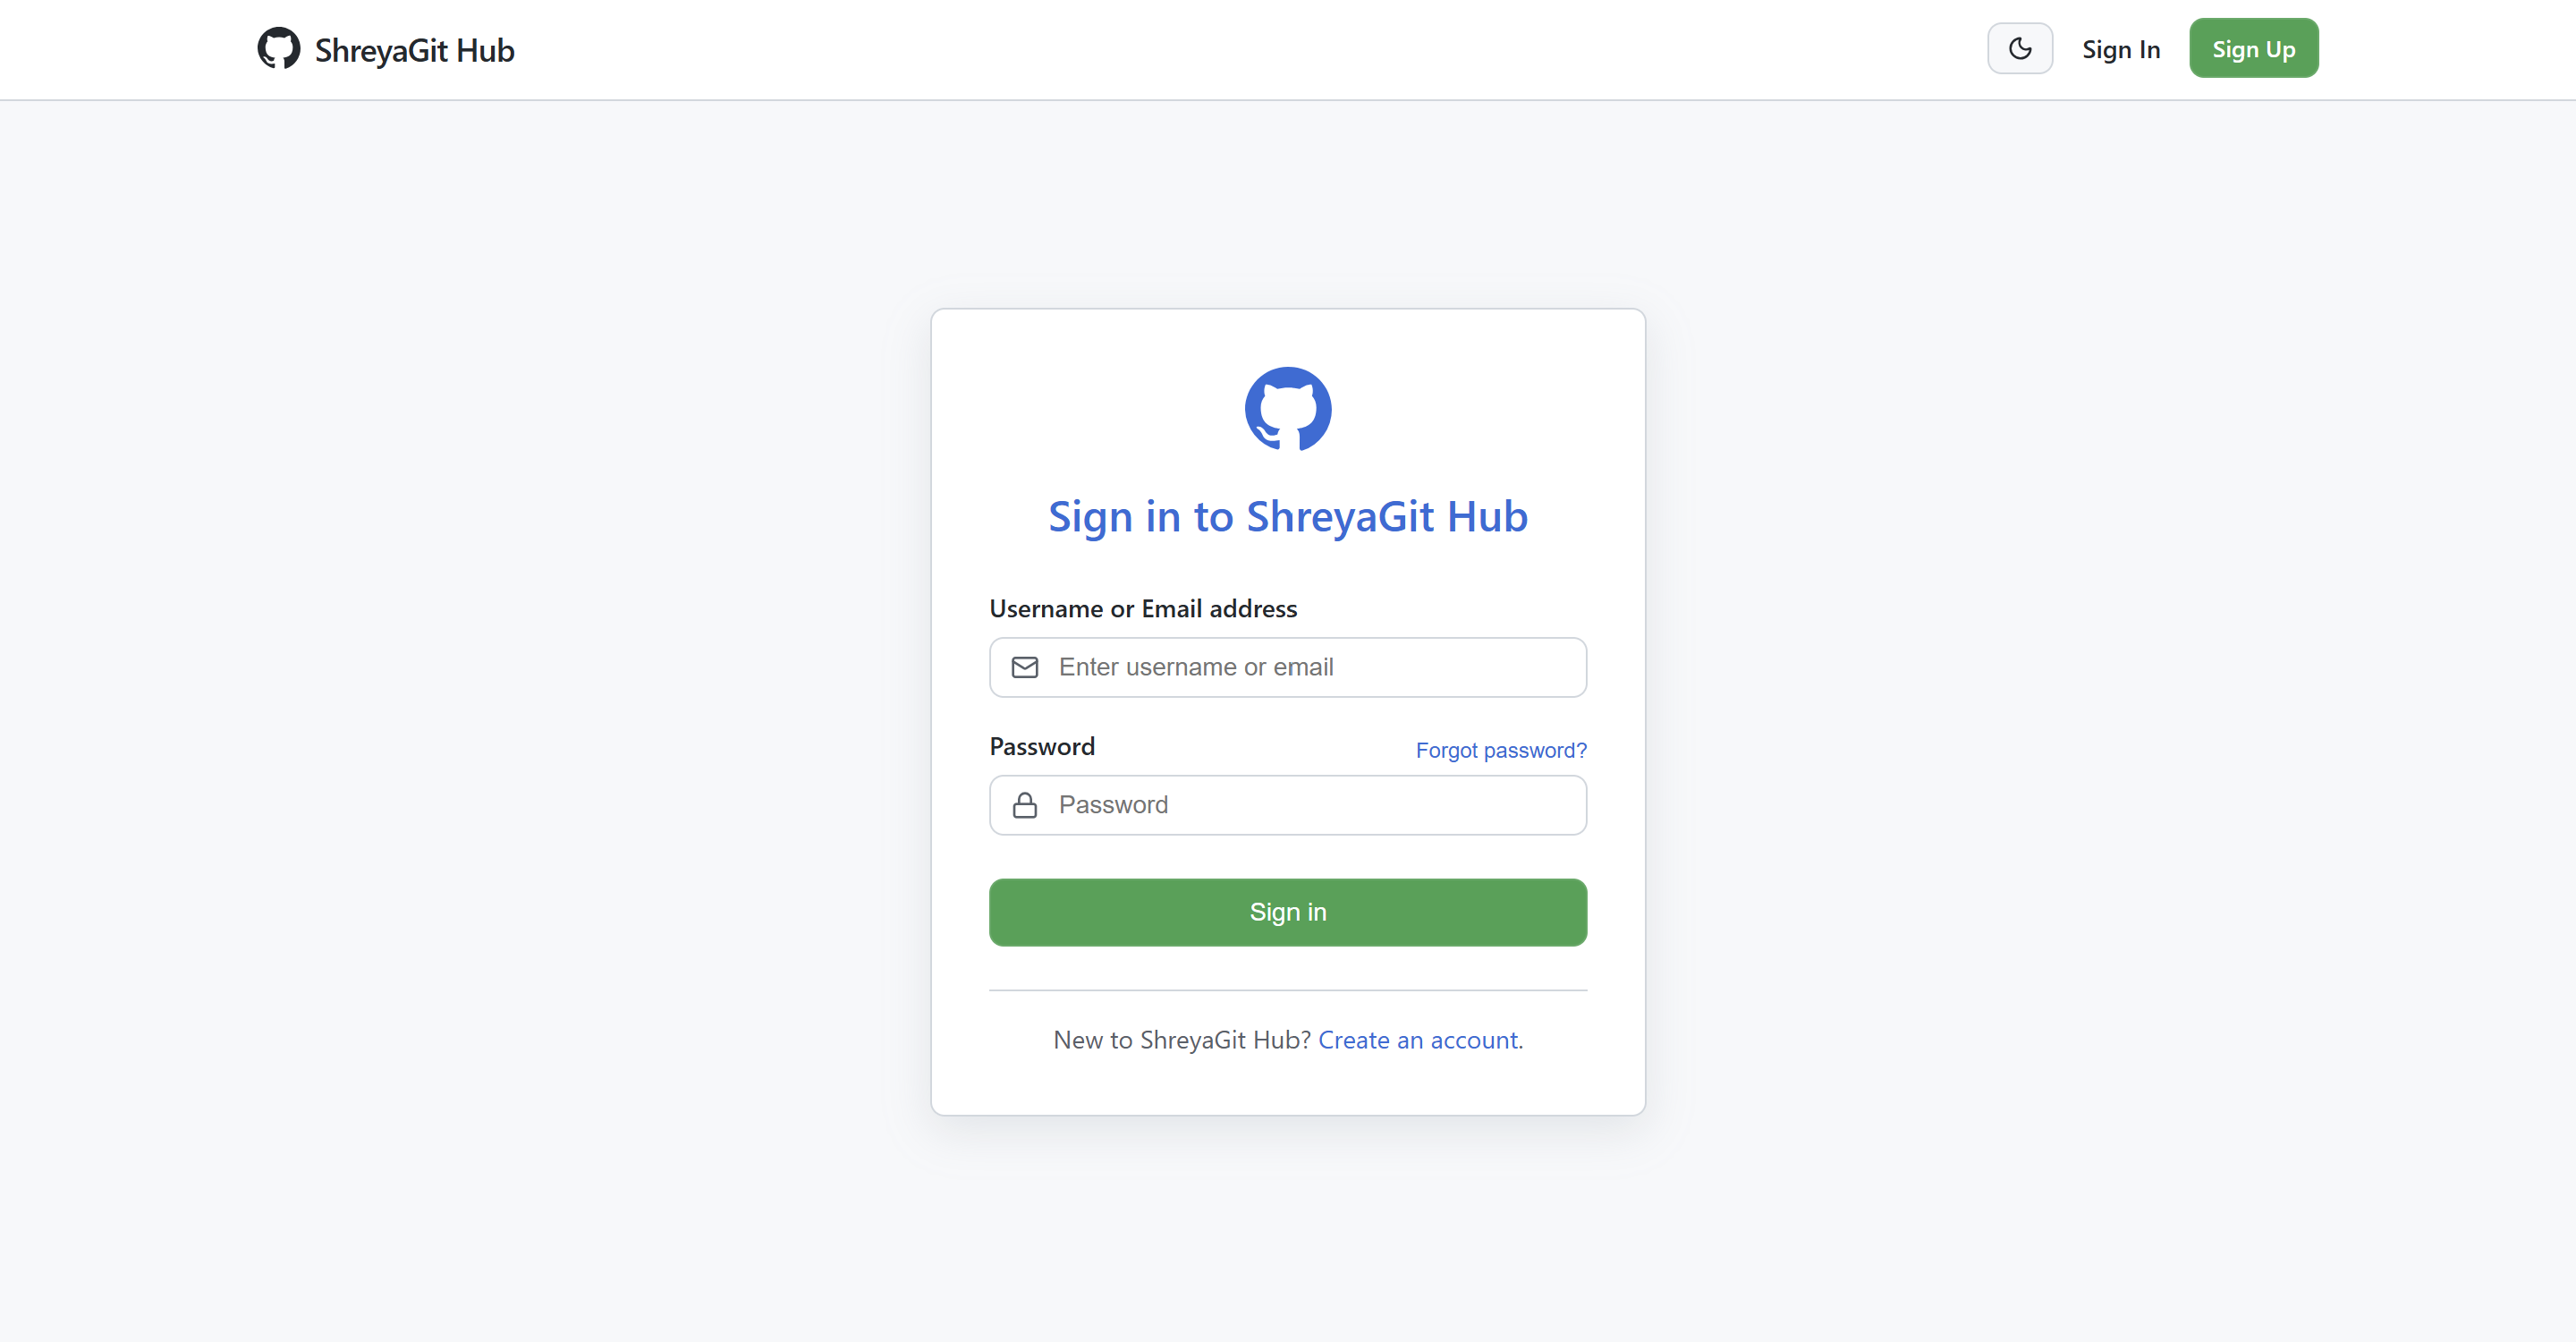 ShreyaGit Hub
Sign In
Sign Up
Sign in to ShreyaGit Hub
Username or Email address
Enter username or email
Password
Forgot password?
Password
Sign in
New to ShreyaGit Hub? Create an account.